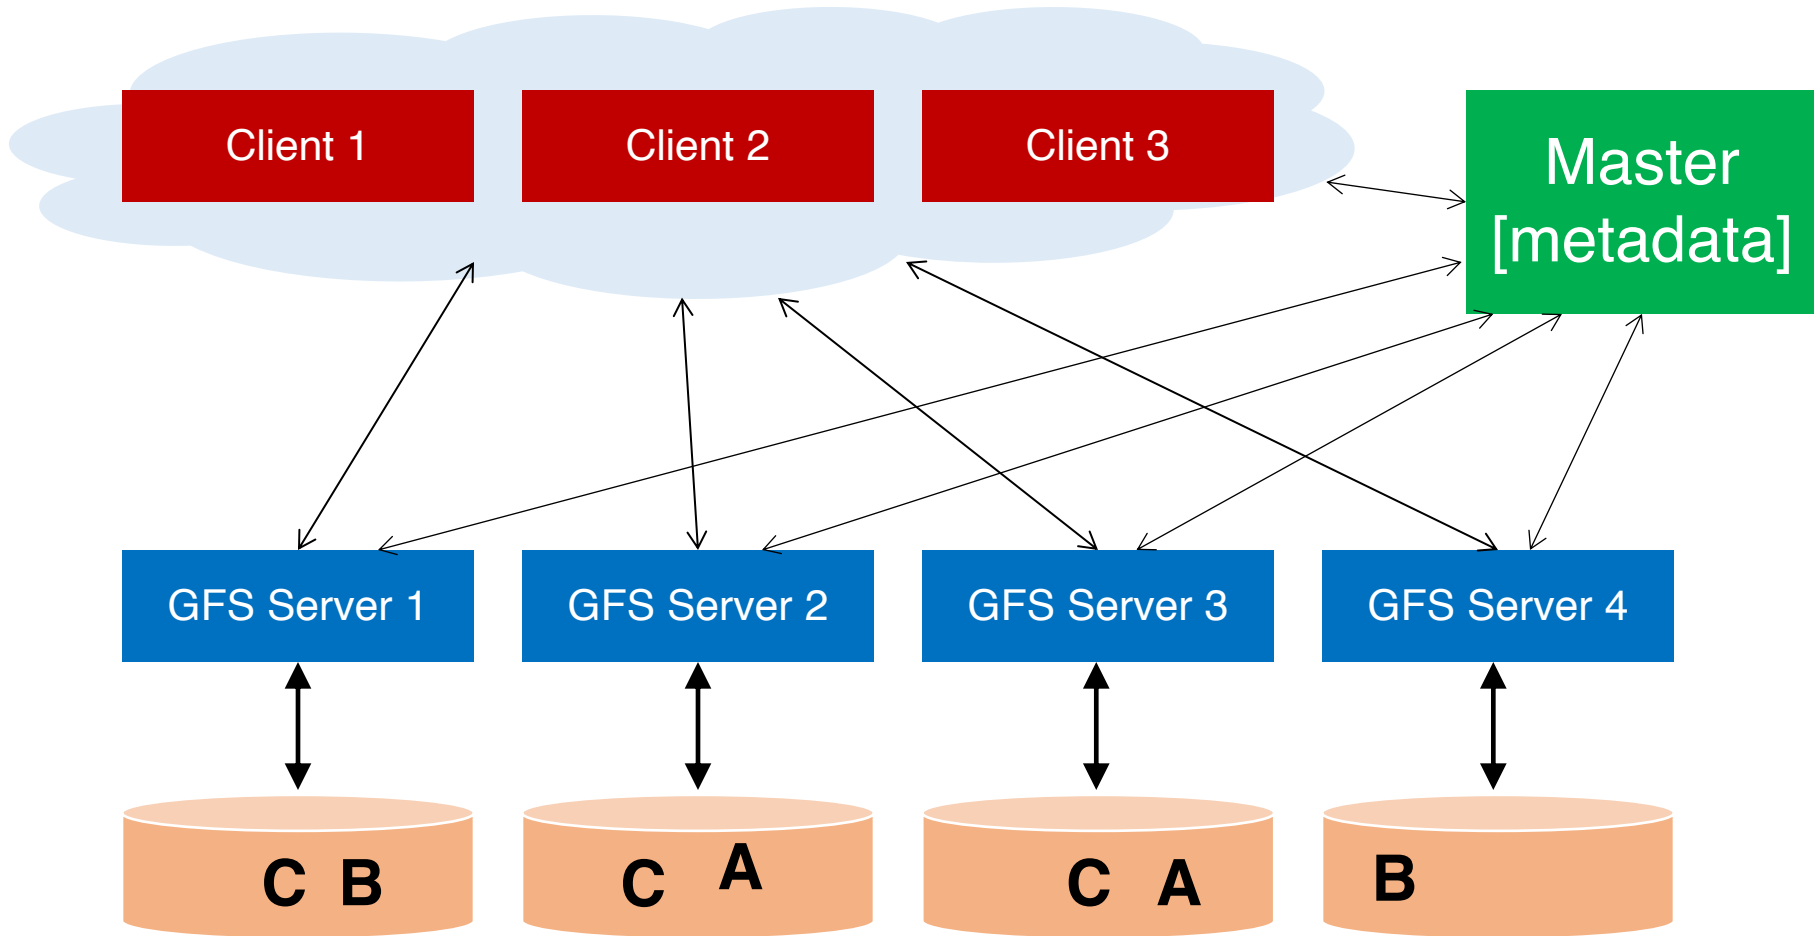 Client 1
Client 2
Client 3
Master
[metadata]
GFS Server 1
GFS Server 2
GFS Server 3
GFS Server 4
C B
C A
C A
B